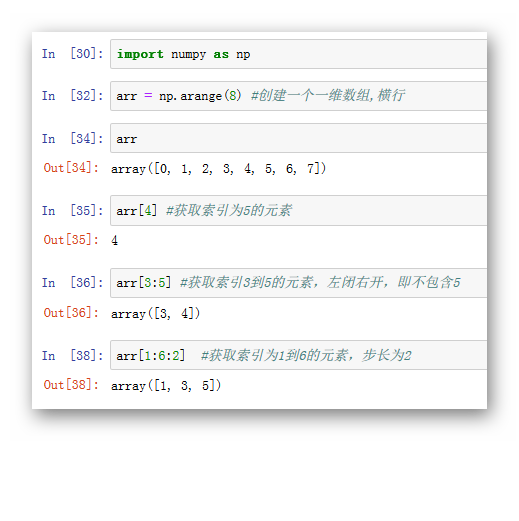 In [30]: import numpy as np
In [32]: arr = np.arange(8) #创建一个一维数组,横行
In [34]: arr
Out[34]: array([0, 1, 2, 3, 4, 5, 6, 7])
In [35]: arr[4] #获取索引为5的元素
Out[35]: 4
In [36]: arr[3:5] #获取索引3到5的元素，左闭右开，即不包含5
Out[36]: array([3, 4])
In [38]: arr[1:6:2]  #获取索引为1到6的元素，步长为2
Out[38]: array([1, 3, 5])